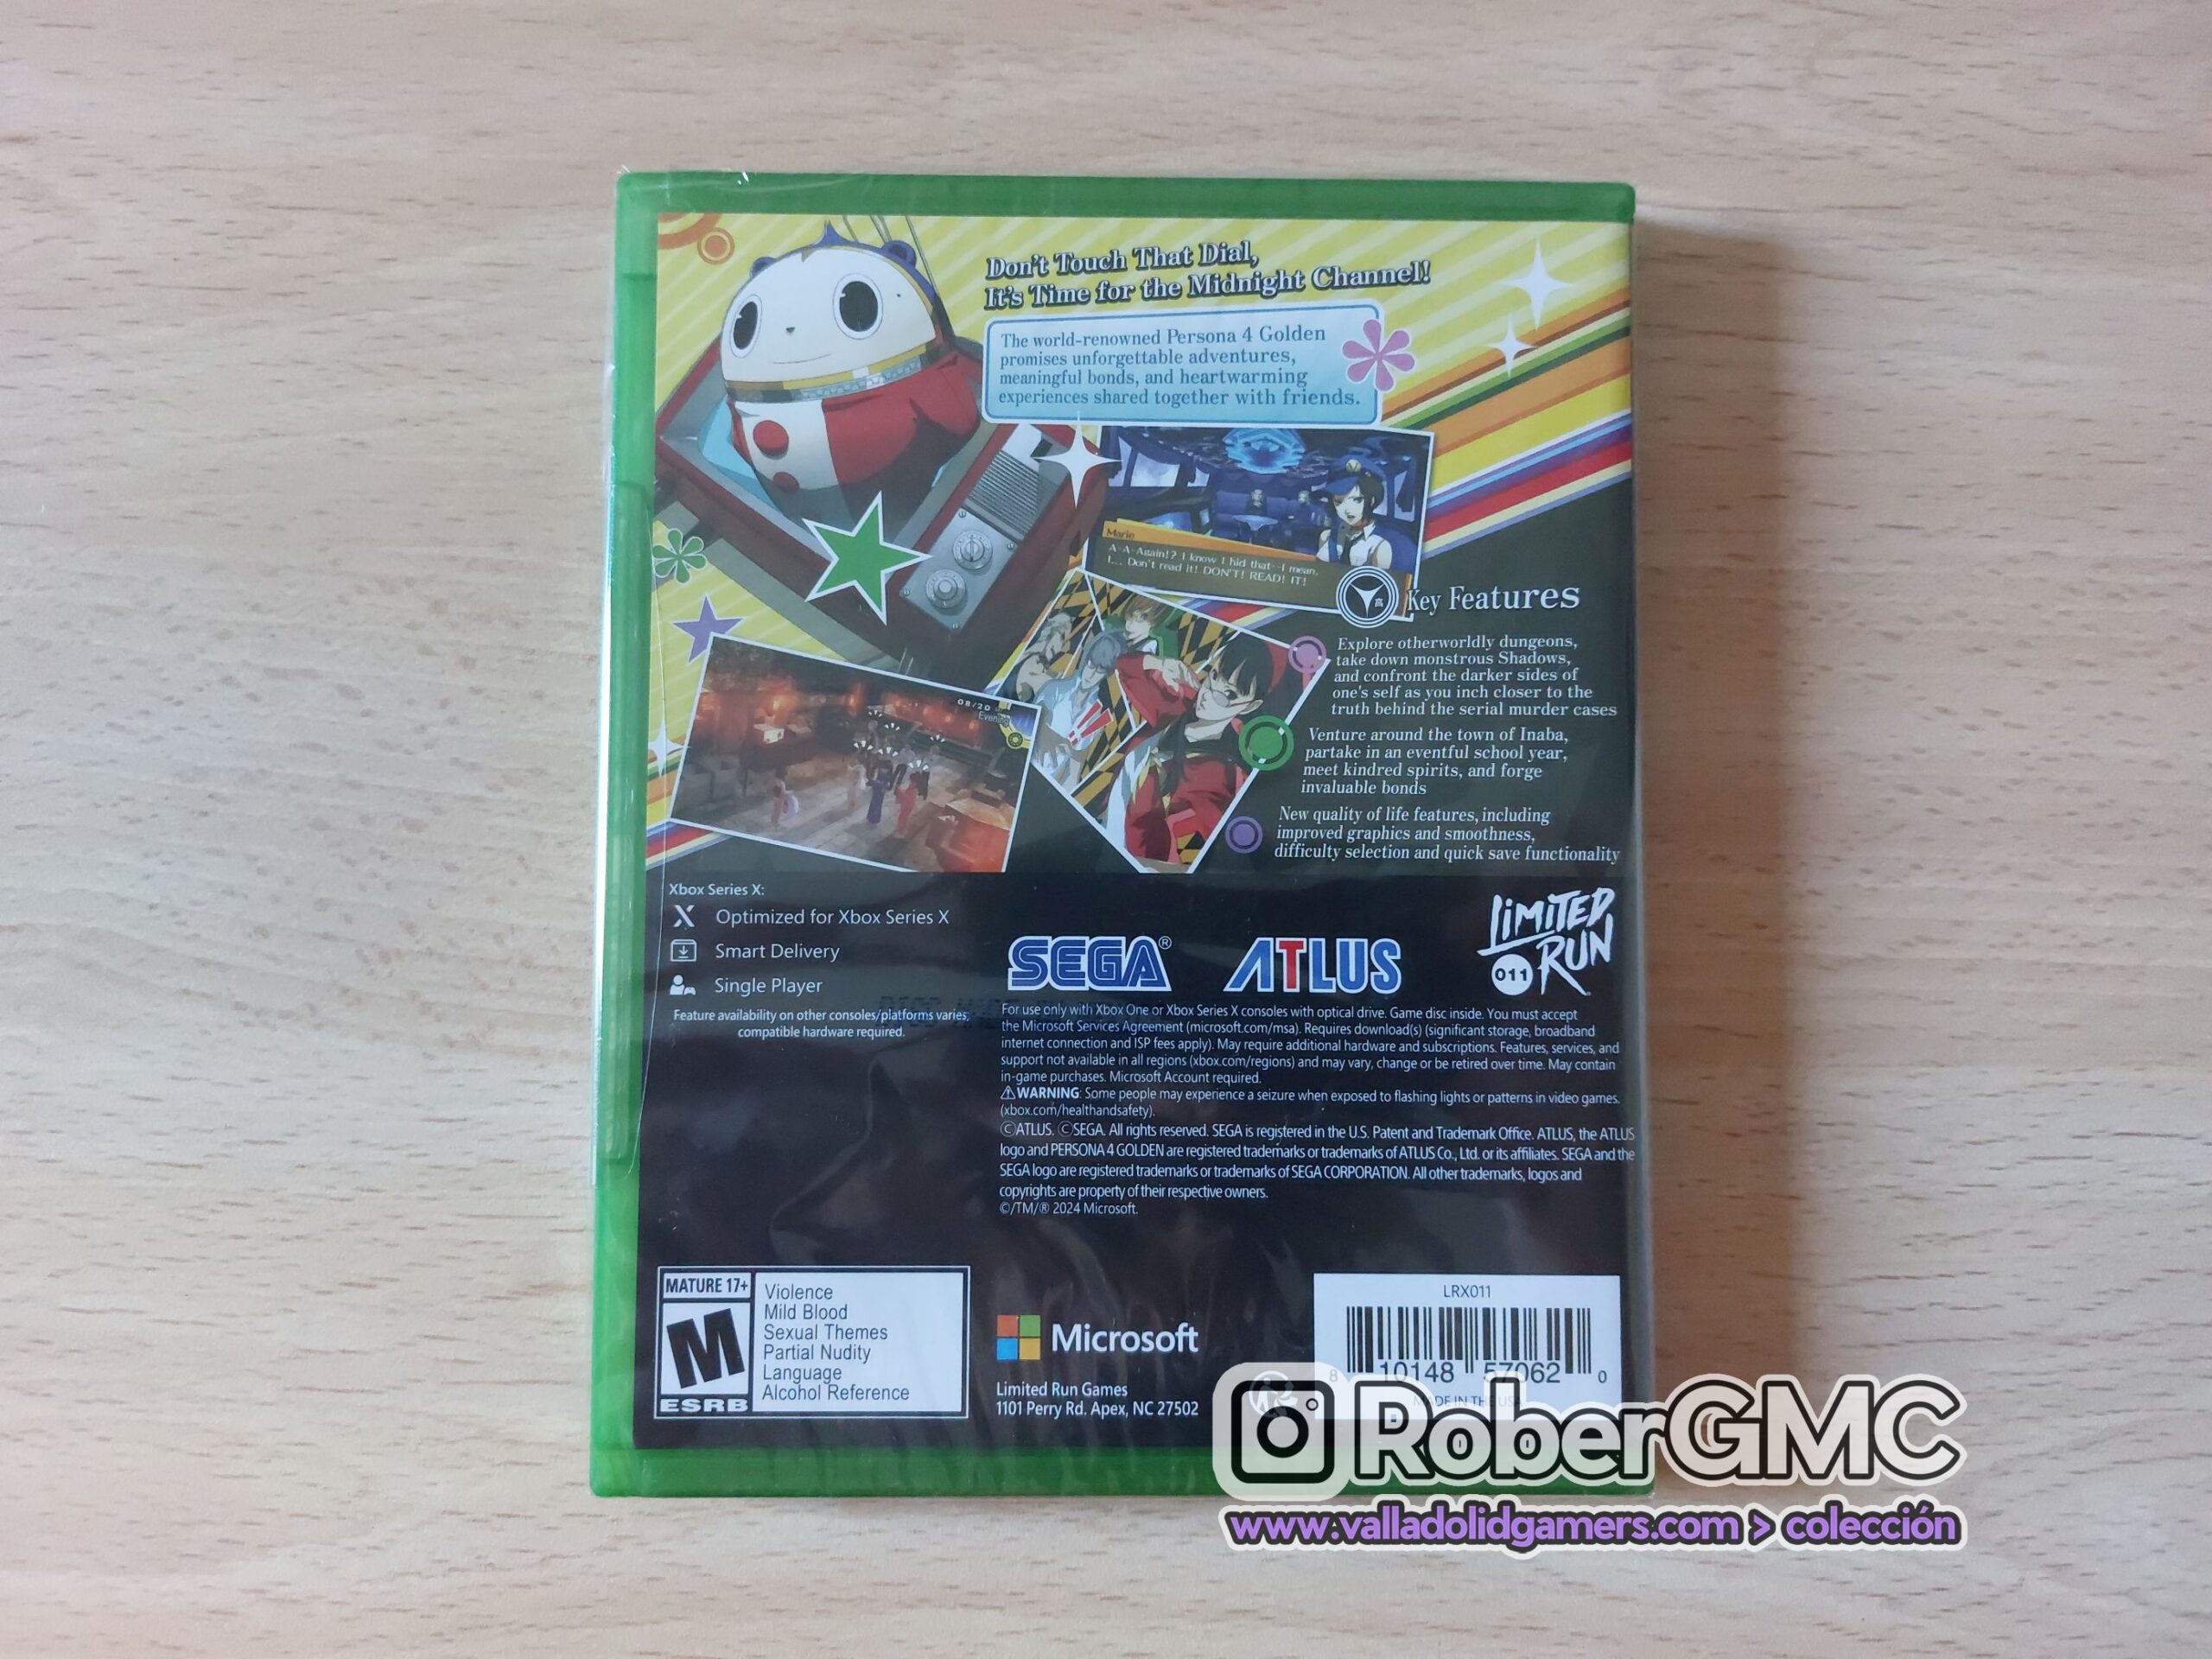 Don't Touch That Dial,
It's Time for the Midnight Channel!
The world-renowned Persona 4 Golden
promises unforgettable adventures,
meaningful bonds, and heartwarming
experiences shared together with friends.
Marie
A-A-Again!? I know I hid that—I mean,
I... Don't read it! DON'T! READ! IT!
08/20
Evening
Key Features
Explore otherworldly dungeons,
take down monstrous Shadows,
and confront the darker sides of
one's self as you inch closer to the
truth behind the serial murder cases
Venture around the town of Inaba,
partake in an eventful school year,
meet kindred spirits, and forge
invaluable bonds
New quality of life features, including
improved graphics and smoothness,
difficulty selection and quick save functionality
Xbox Series X:
X Optimized for Xbox Series X
Smart Delivery
Single Player
Feature availability on other consoles/platforms varies,
compatible hardware required.
SEGA®
ATLUS
LIMITED
RUN
011
For use only with Xbox One or Xbox Series X consoles with optical drive. Game disc inside. You must accept
the Microsoft Services Agreement (microsoft.com/msa). Requires download(s) (significant storage, broadband
internet connection and ISP fees apply). May require additional hardware and subscriptions. Features, services, and
support not available in all regions (xbox.com/regions) and may vary, change or be retired over time. May contain
in-game purchases. Microsoft Account required.
⚠WARNING: Some people may experience a seizure when exposed to flashing lights or patterns in video games.
(xbox.com/healthandsafety).
ⒸATLUS. ⒸSEGA. All rights reserved. SEGA is registered in the U.S. Patent and Trademark Office. ATLUS, the ATLUS
logo and PERSONA 4 GOLDEN are registered trademarks or trademarks of ATLUS Co., Ltd. or its affiliates. SEGA and the
SEGA logo are registered trademarks or trademarks of SEGA CORPORATION. All other trademarks, logos and
copyrights are property of their respective owners.
©/TM/® 2024 Microsoft.
MATURE 17+
M
ESRB
Violence
Mild Blood
Sexual Themes
Partial Nudity
Language
Alcohol Reference
Microsoft
Limited Run Games
1101 Perry Rd. Apex, NC 27502
LRX011
8 10148 57062 0
MADE IN THE USA
RoberGMC
www.valladolidgamers.com > colección